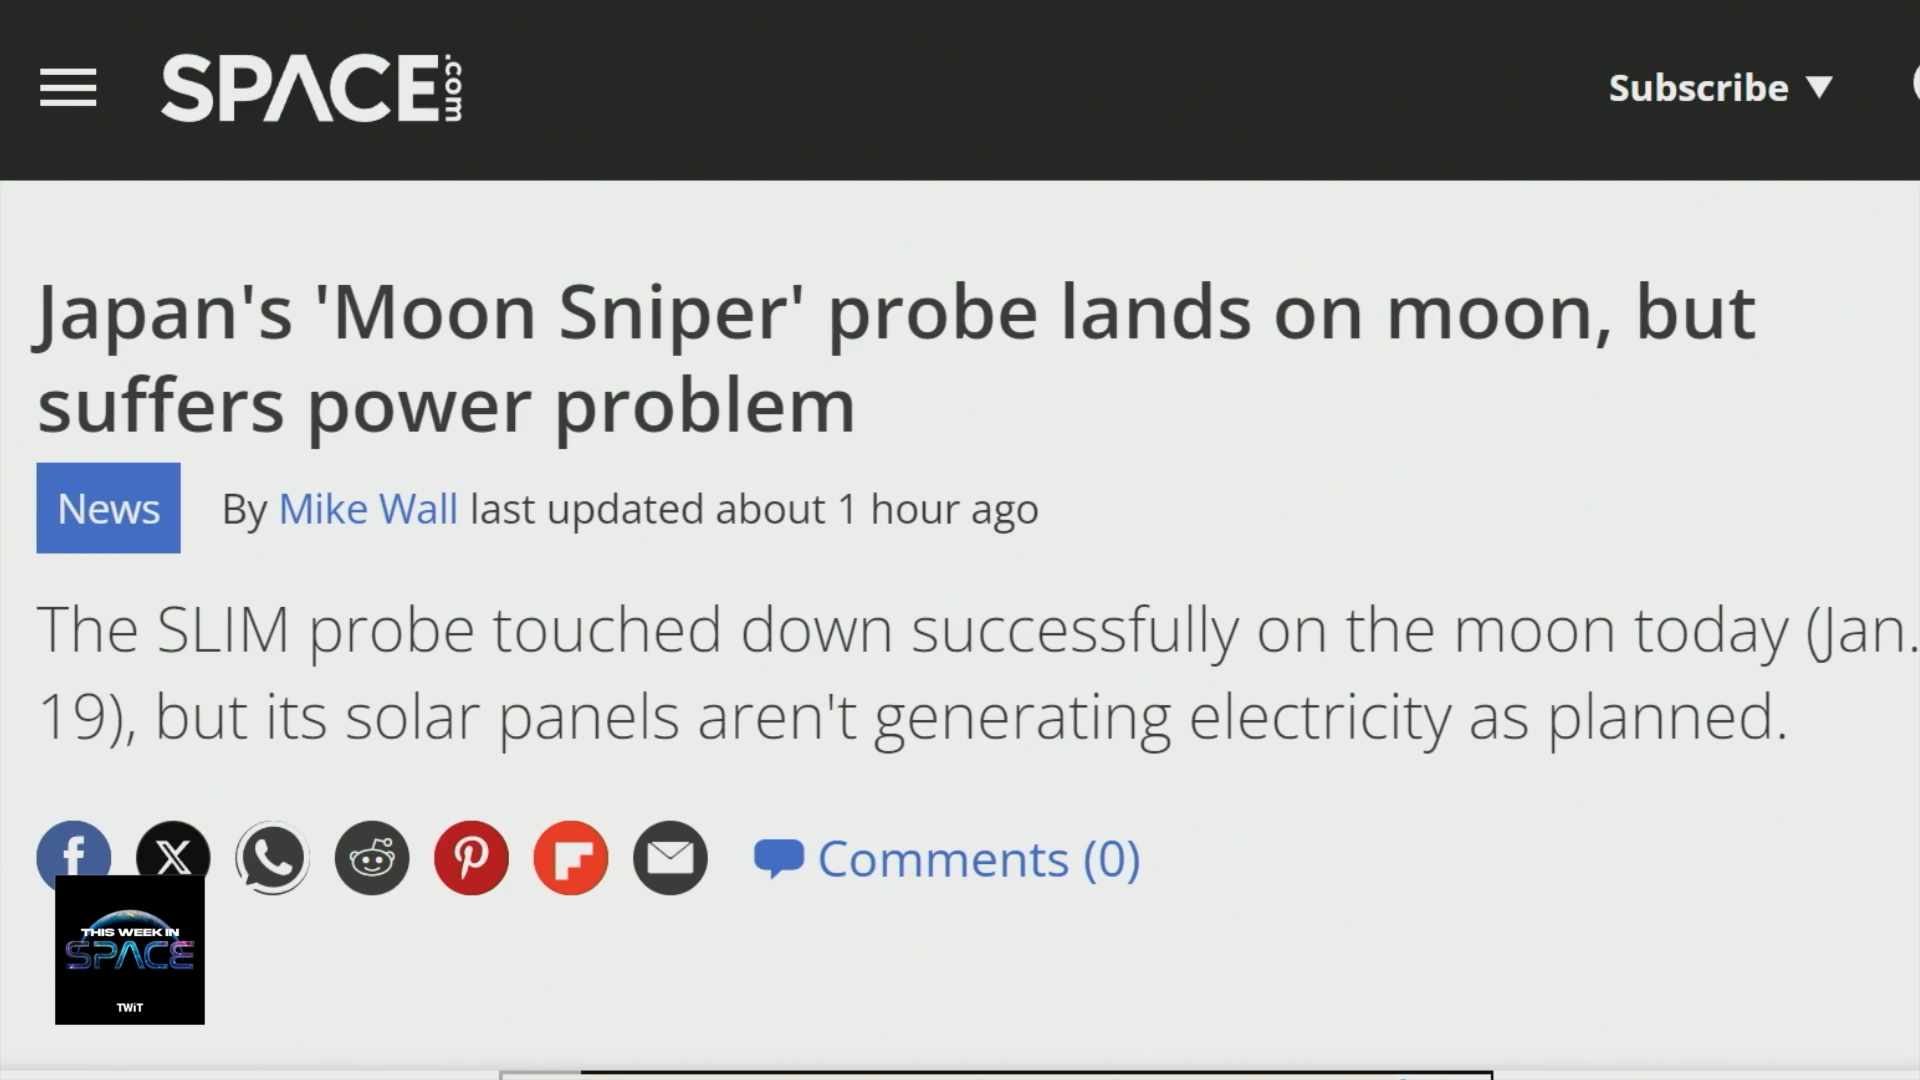 SPACE.com
Subscribe ▼
Japan's 'Moon Sniper' probe lands on moon, but
suffers power problem
News By Mike Wall last updated about 1 hour ago
The SLIM probe touched down successfully on the moon today (Jan.
19), but its solar panels aren't generating electricity as planned.
Comments (0)
THIS WEEK IN
SPACE
TWiT